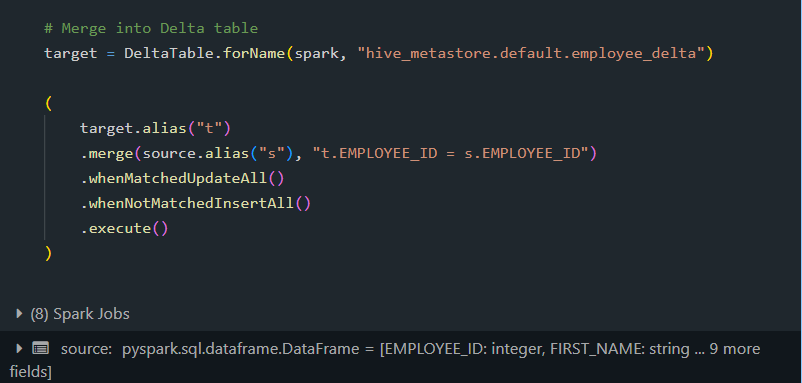 # Merge into Delta table
target = DeltaTable.forName(spark, "hive_metastore.default.employee_delta")
(
target.alias("t")
.merge(source.alias("s"), "t.EMPLOYEE_ID = s.EMPLOYEE_ID")
.whenMatchedUpdateAll()
.whenNotMatchedInsertAll()
.execute()
)
(8) Spark Jobs
source: pyspark.sql.dataframe.DataFrame = [EMPLOYEE_ID: integer, FIRST_NAME: string ... 9 more
fields]